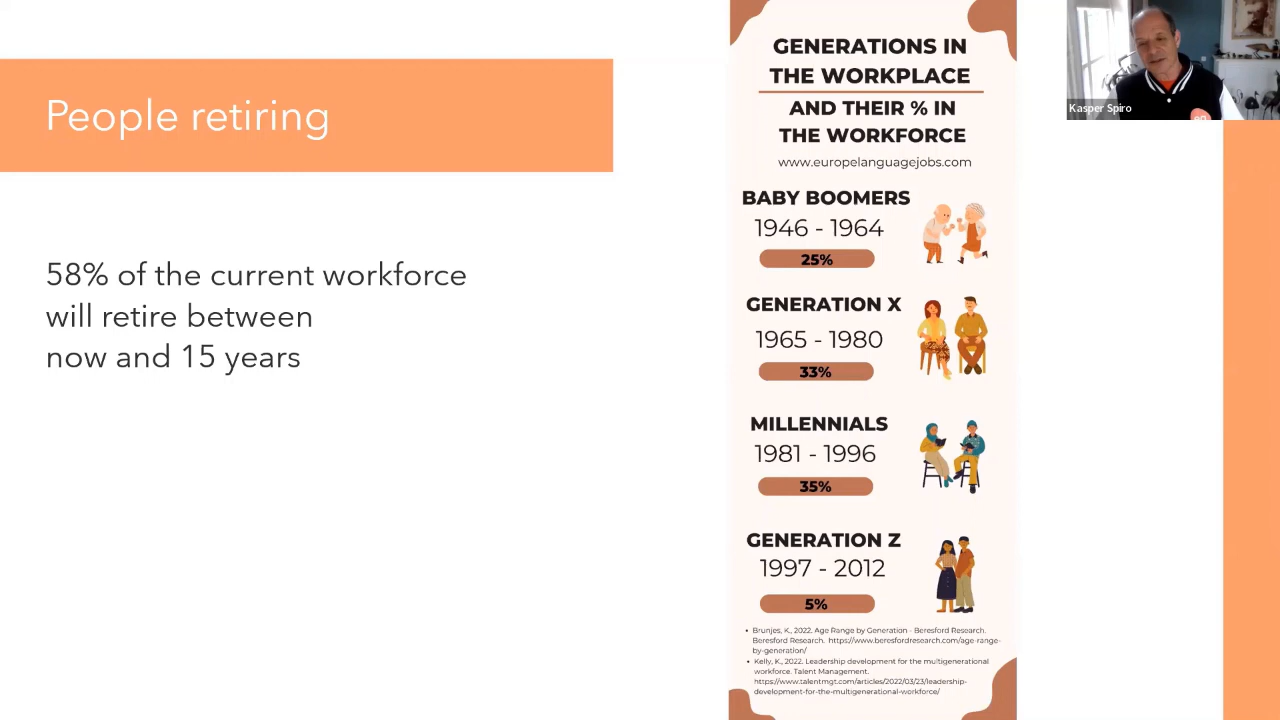 People retiring
58% of the current workforce
will retire between
now and 15 years
GENERATIONS IN
THE WORKPLACE
AND THEIR % IN
THE WORKFORCE
www.europelanguagejobs.com
BABY BOOMERS
1946 - 1964
25%
GENERATION X
1965 - 1980
33%
MILLENNIALS
1981 - 1996
35%
GENERATION Z
1997 - 2012
5%
• Brunjes, K., 2022. Age Range by Generation - Beresford Research.
Beresford Research. https://www.beresfordresearch.com/age-range-
by-generation/
• Kelly, K., 2022. Leadership development for the multigenerational
workforce. Talent Management.
https://www.talentmgt.com/articles/2022/03/23/leadership-
development-for-the-multigenerational-workforce/
Kasper Spiro